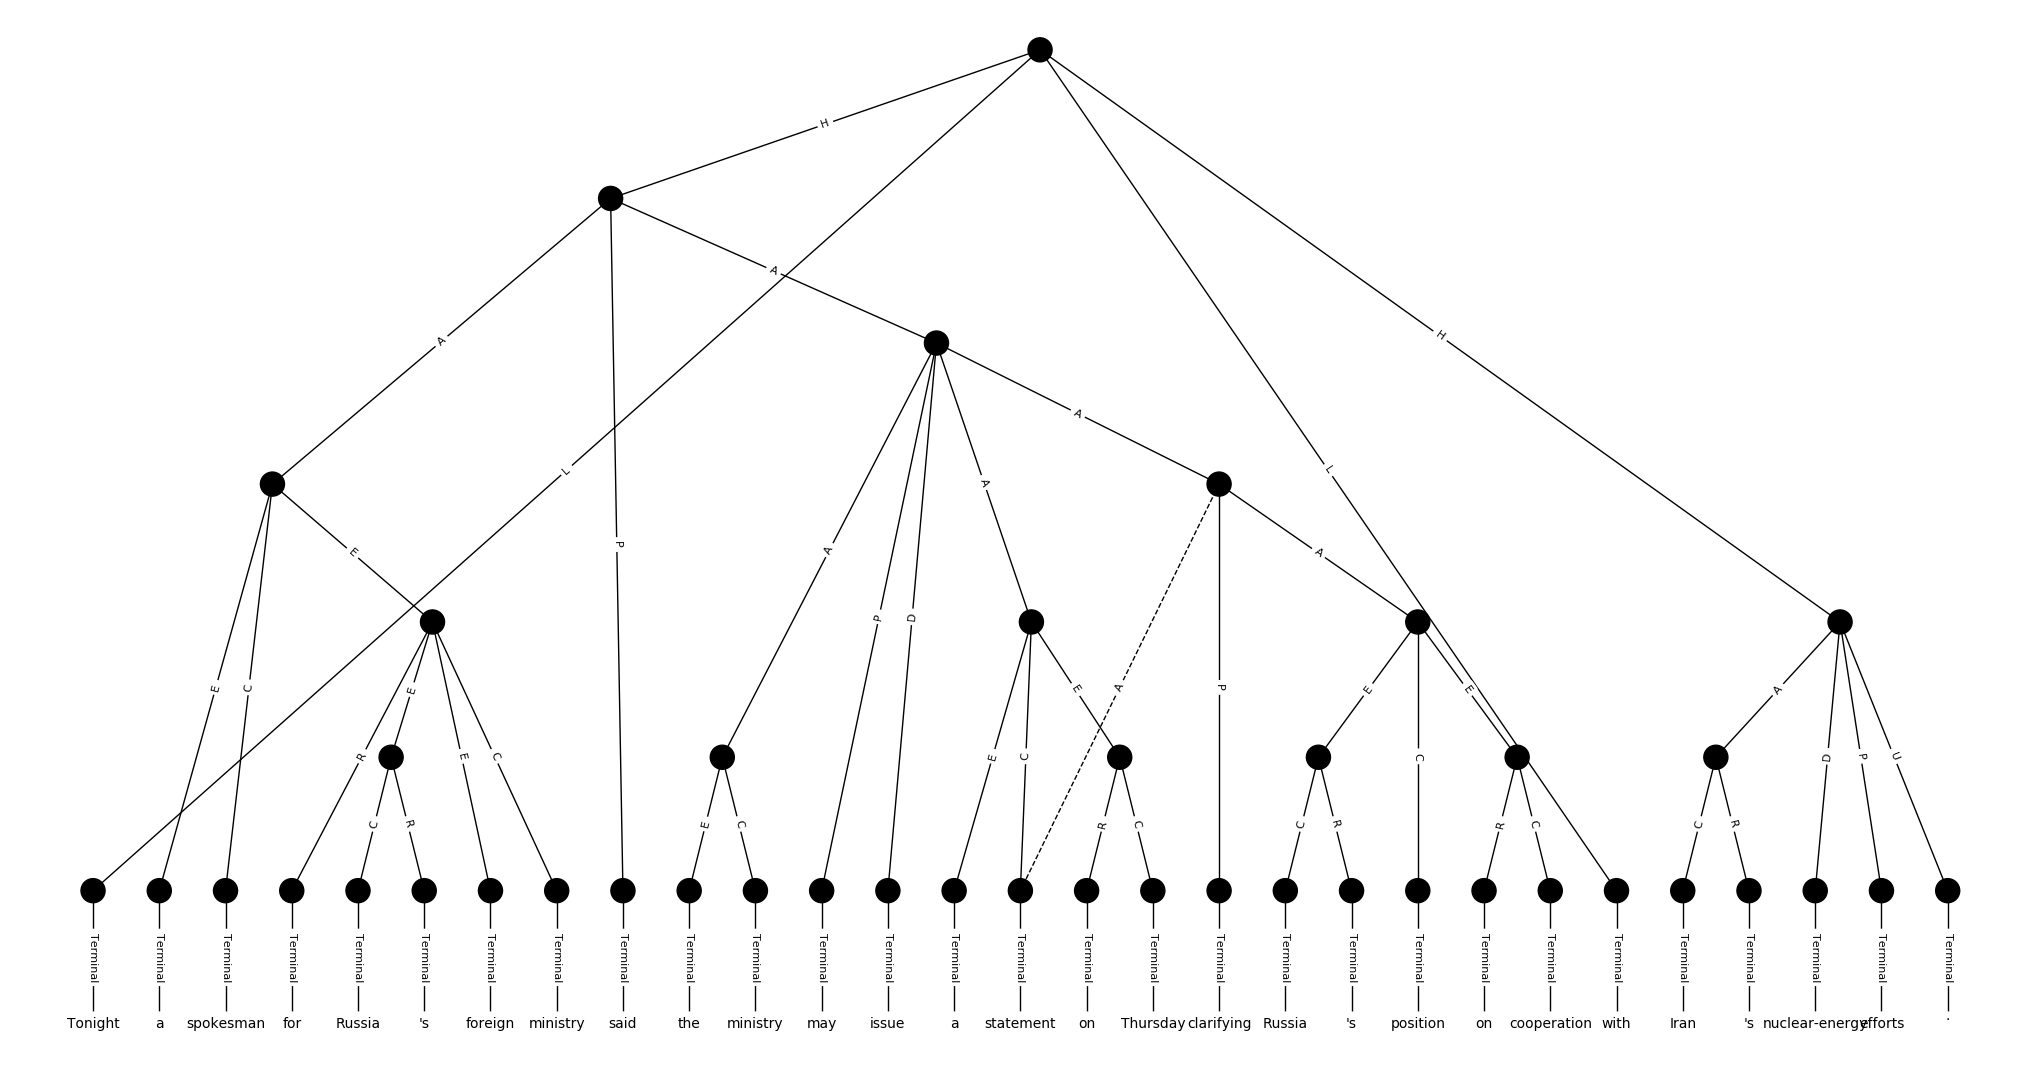 H
A
A
L
A
H
A
P
A
A
L
E
P
D
A
E
C
R
E
E
C
E
C
E
A
P
E
C
E
A
D
P
U
C
R
E
C
R
C
C
R
R
C
C
R
Terminal Terminal Terminal Terminal Terminal Terminal Terminal Terminal Terminal Terminal Terminal Terminal Terminal Terminal Terminal Terminal Terminal Terminal Terminal Terminal Terminal Terminal Terminal Terminal Terminal Terminal Terminal Terminal Terminal
Tonight a spokesman for Russia 's foreign ministry said the ministry may issue a statement on Thursday clarifying Russia 's position on cooperation with Iran 's nuclear-energy efforts .